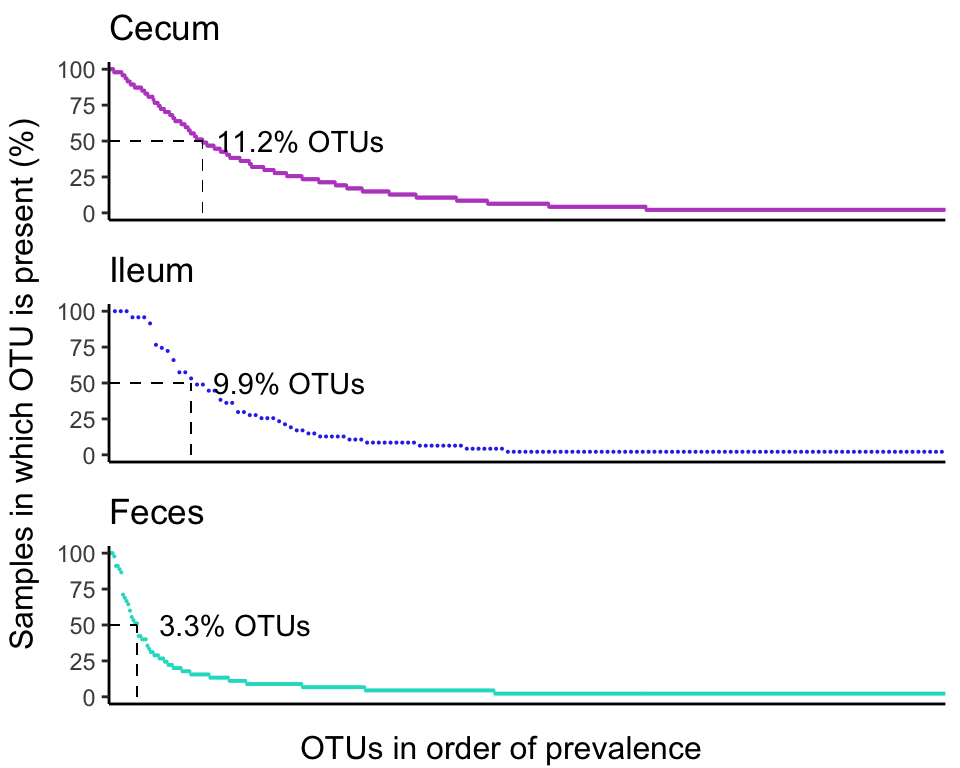 Cecum
100
75
50
25
0
11.2% OTUs
Ileum
100
75
50
25
0
9.9% OTUs
Feces
100
75
50
25
0
3.3% OTUs
Samples in which OTU is present (%)
OTUs in order of prevalence